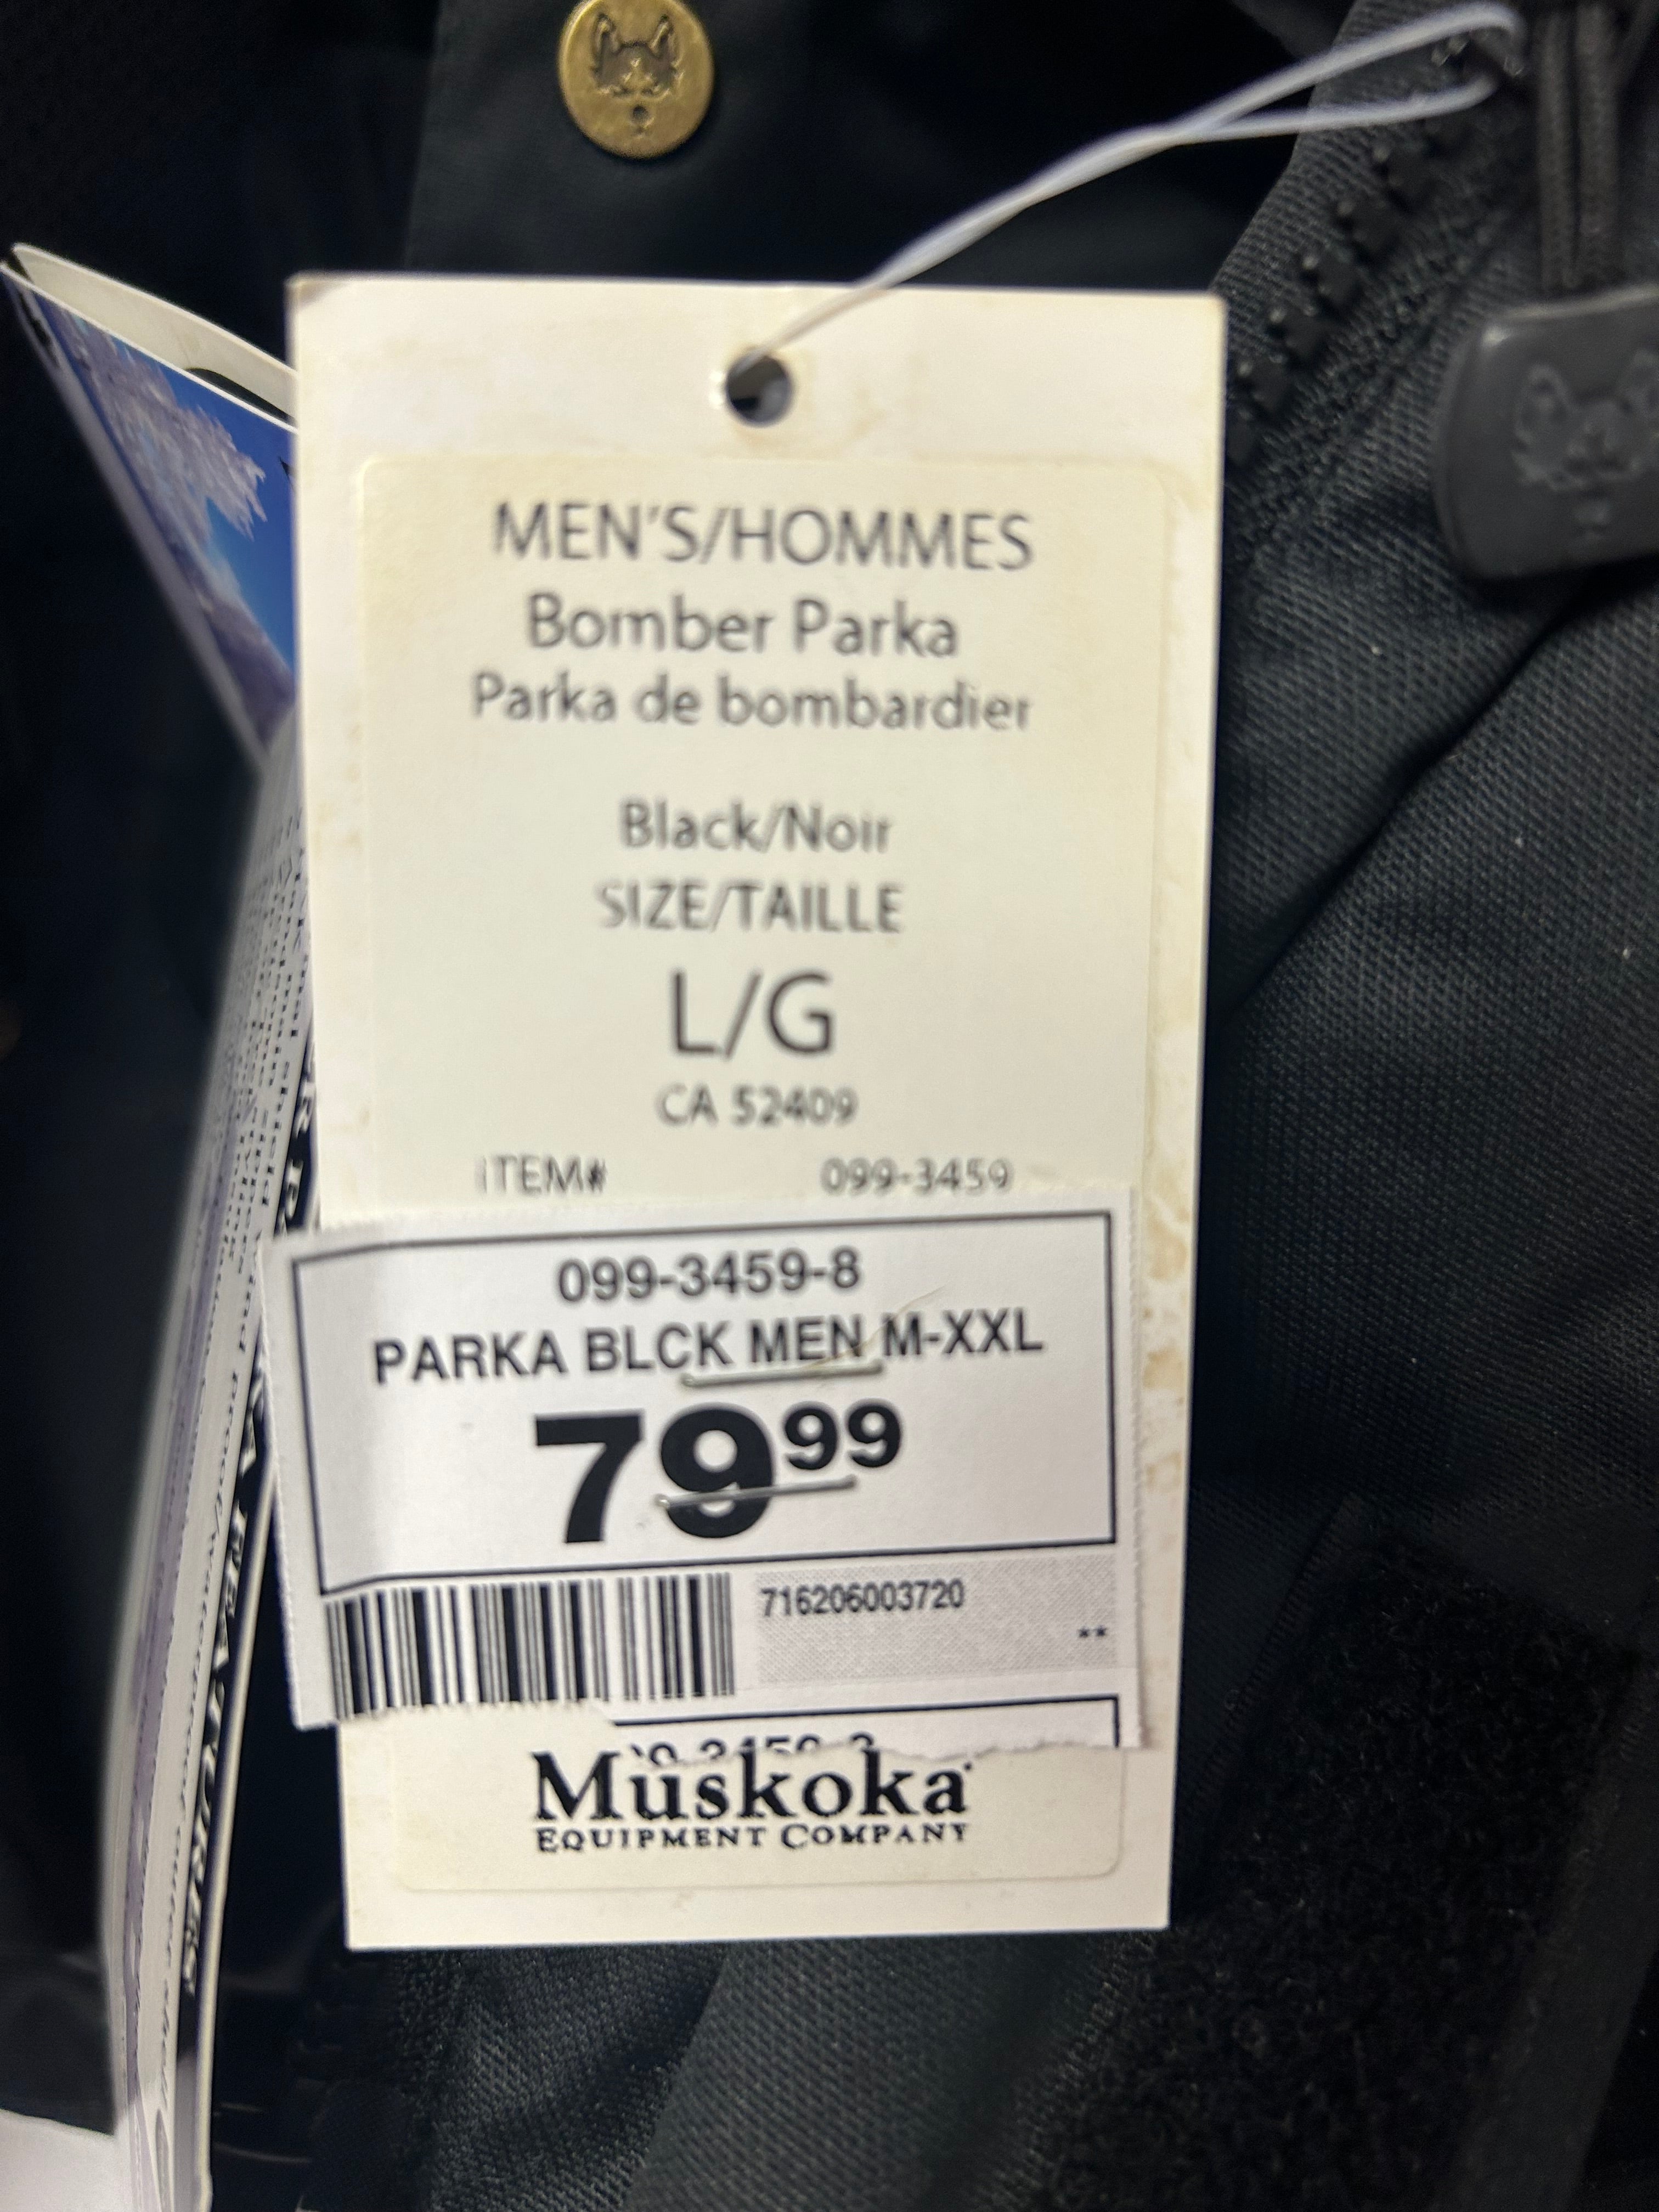 MEN'S/HOMMES
Bomber Parka
Parka de bombardier
Black/Noir
SIZE/TAILLE
L/G
CA 52409
ITEM# 099-3459
099-3459-8
PARKA BLCK MEN M-XXL
79 99
716206003720
**
Muskoka
EQUIPMENT COMPANY